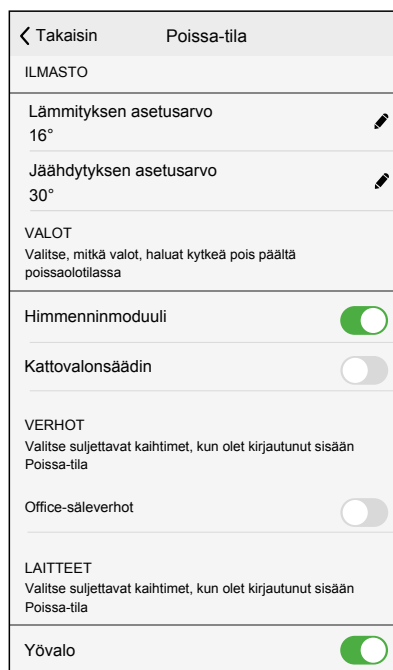 Takaisin Poissa-tila
ILMASTO
Lämmityksen asetusarvo
16°
Jäähdytyksen asetusarvo
30°
VALOT
Valitse, mitkä valot, haluat kytkeä pois päältä
poissaolotilassa
Himmenninmoduuli
Kattovalonsäädin
VERHOT
Valitse suljettavat kaihtimet, kun olet kirjautunut sisään
Poissa-tila
Office-säleverhot
LAITTEET
Valitse suljettavat kaihtimet, kun olet kirjautunut sisään
Poissa-tila
Yövalo